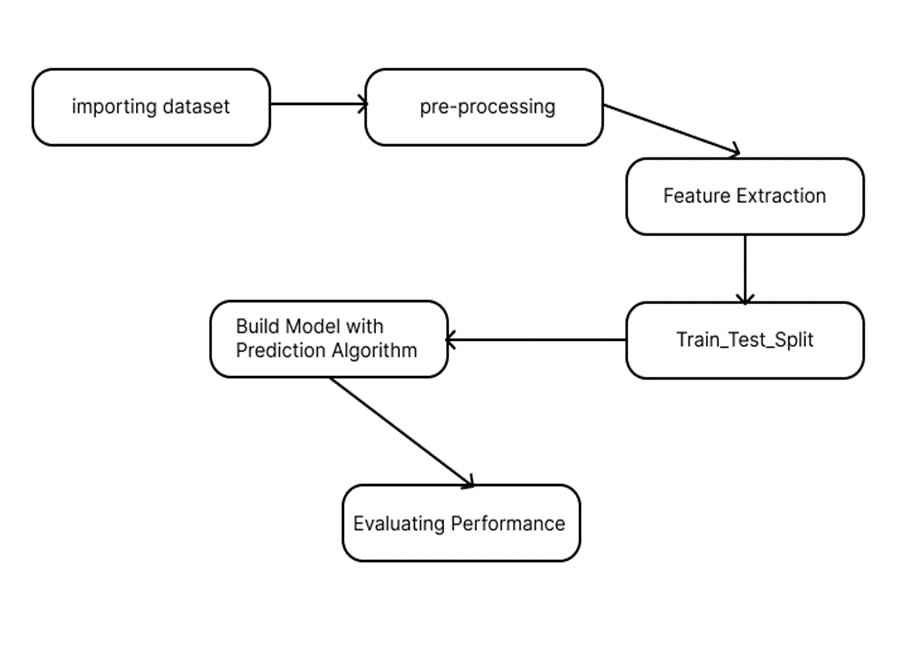 importing dataset
pre-processing
Feature Extraction
Train_Test_Split
Build Model with
Prediction Algorithm
Evaluating Performance